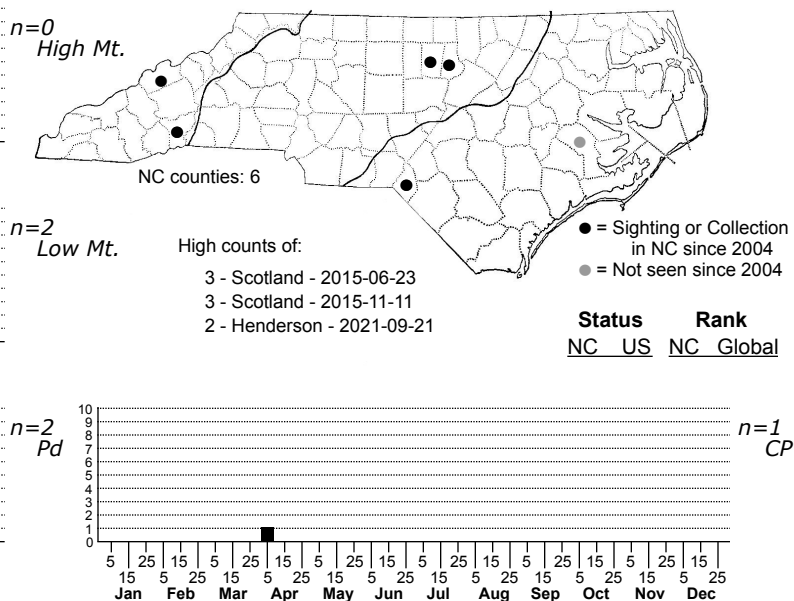 n=0
High Mt.
NC counties: 6
n=2
Low Mt.
High counts of:
3 - Scotland - 2015-06-23
3 - Scotland - 2015-11-11
2 - Henderson - 2021-09-21
● = Sighting or Collection
in NC since 2004
● = Not seen since 2004
Status Rank
NC US NC Global
n=2
Pd
n=1
CP
10
9
8
7
6
5
4
3
2
1
0
5 25 15 5 25 15 5 25 15 5 25 15 5 25 15 5 25 15
15 5 25 15 5 25 15 5 25 15 5 25 15 5 25 15 5 25
Jan Feb Mar Apr May Jun Jul Aug Sep Oct Nov Dec